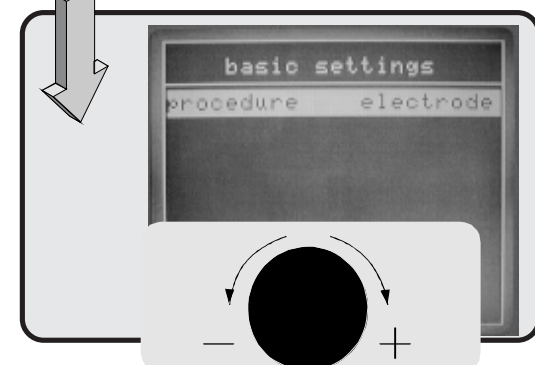 basic settings
procedure electrode
− +